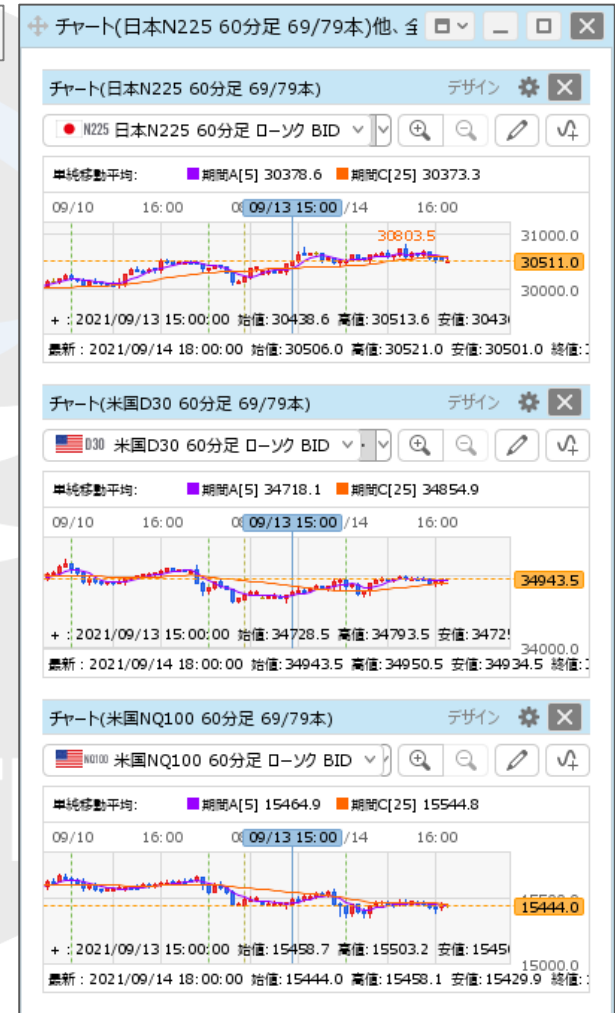 チャート(日本N225 60分足 69/79本)他、全
チャート(日本N225 60分足 69/79本) デザイン
N225 日本N225 60分足 ローソク BID
単純移動平均: 期間A[5] 30378.6 期間C[25] 30373.3
09/10 16:00 09/13 15:00 /14 16:00
30803.5
31000.0
30511.0
30000.0
+ : 2021/09/13 15:00:00 始値:30438.6 高値:30513.6 安値:3043
最新 : 2021/09/14 18:00:00 始値:30506.0 高値:30521.0 安値:30501.0 終値:
チャート(米国D30 60分足 69/79本) デザイン
D30 米国D30 60分足 ローソク BID
単純移動平均: 期間A[5] 34718.1 期間C[25] 34854.9
09/10 16:00 09/13 15:00 /14 16:00
34943.5
+ : 2021/09/13 15:00:00 始値:34728.5 高値:34793.5 安値:3472
34000.0
最新 : 2021/09/14 18:00:00 始値:34943.5 高値:34950.5 安値:34934.5 終値:
チャート(米国NQ100 60分足 69/79本) デザイン
NQ100 米国NQ100 60分足 ローソク BID
単純移動平均: 期間A[5] 15464.9 期間C[25] 15544.8
09/10 16:00 09/13 15:00 /14 16:00
15444.0
+ : 2021/09/13 15:00:00 始値:15458.7 高値:15503.2 安値:1545
15000.0
最新 : 2021/09/14 18:00:00 始値:15444.0 高値:15458.1 安値:15429.9 終値: